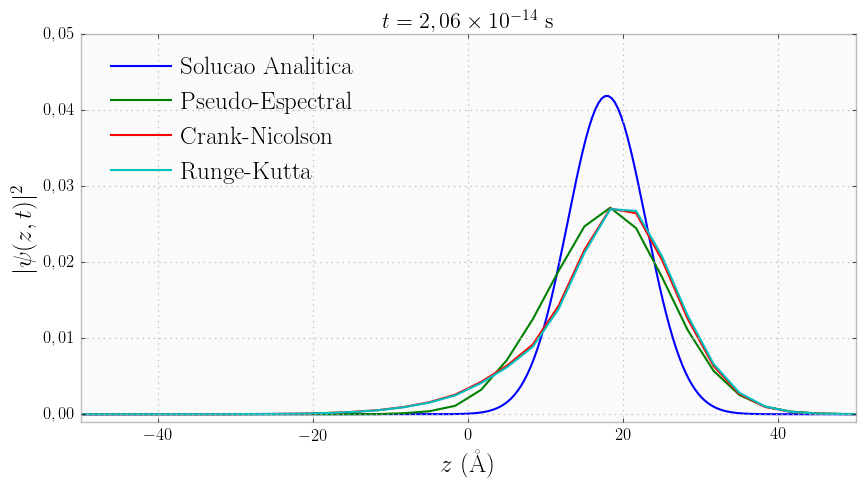 t = 2,06 × 10⁻¹⁴ s
0,05
0,04
0,03
0,02
0,01
0,00
|ψ(z, t)|²
Solucao Analitica
Pseudo-Espectral
Crank-Nicolson
Runge-Kutta
−40 −20 0 20 40
z (Å)